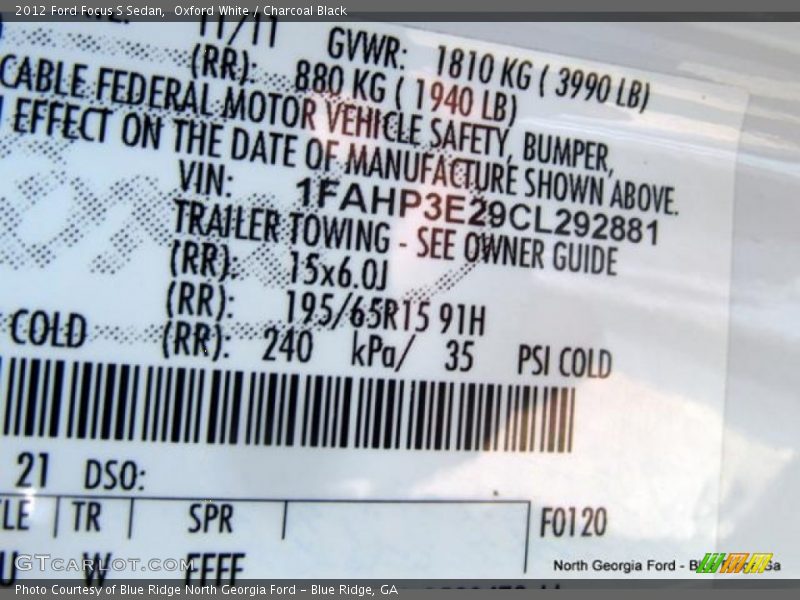 2012 Ford Focus S Sedan, Oxford White / Charcoal Black
11/11 GVWR: 1810 KG ( 3990 LB)
(RR): 880 KG ( 1940 LB)
CABLE FEDERAL MOTOR VEHICLE SAFETY, BUMPER,
EFFECT ON THE DATE OF MANUFACTURE SHOWN ABOVE.
VIN: 1FAHP3E29CL292881
TRAILER TOWING - SEE OWNER GUIDE
(RR): 15x6.0J
(RR): 195/65R15 91H
COLD (RR): 240 kPa/ 35 PSI COLD
21 DSO:
TR SPR F0120
U W FFFF
GTCARLOT.COM
North Georgia Ford -
Photo Courtesy of Blue Ridge North Georgia Ford - Blue Ridge, GA